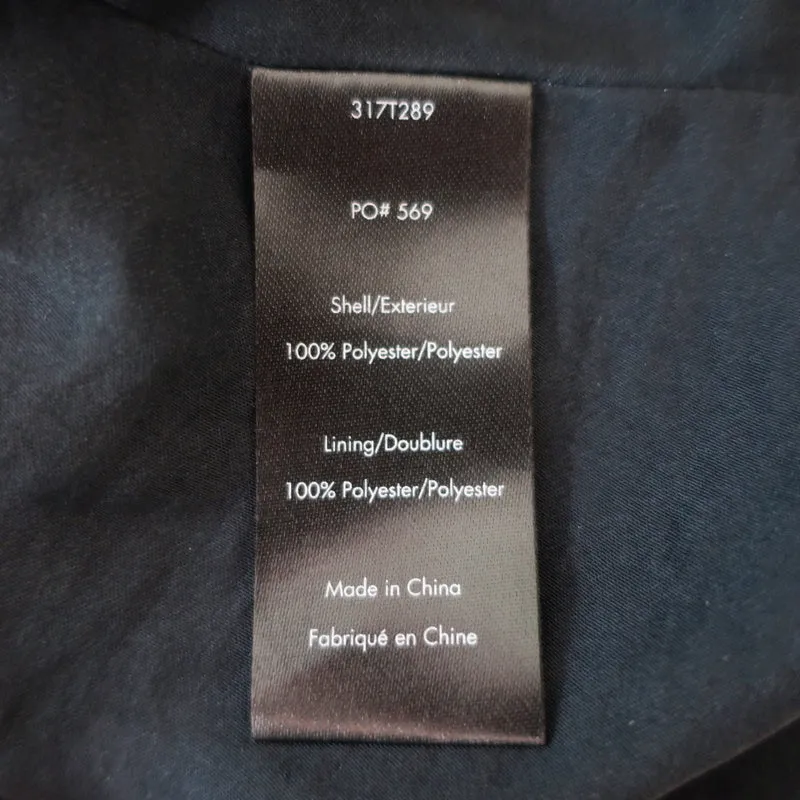 317T289
PO# 569
Shell/Exterieur
100% Polyester/Polyester
Lining/Doublure
100% Polyester/Polyester
Made in China
Fabriqué en Chine